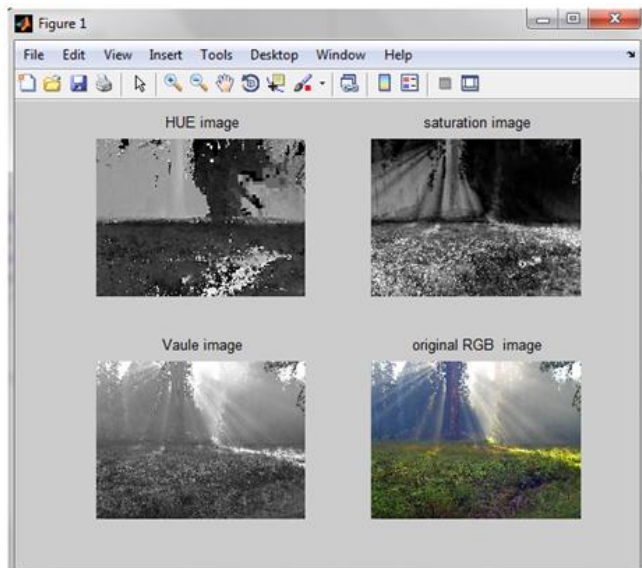 Figure 1
File Edit View Insert Tools Desktop Window Help
HUE image
saturation image
Vaule image
original RGB image